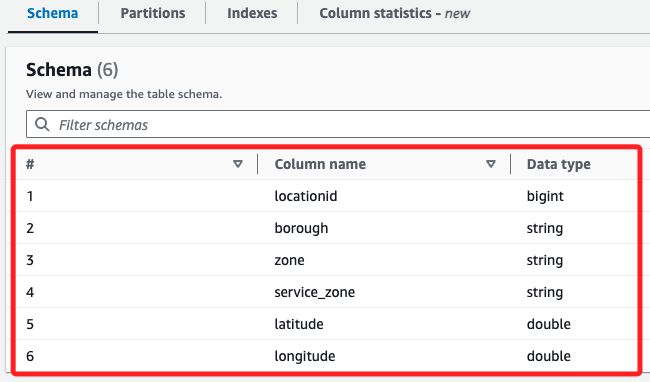 Schema Partitions Indexes Column statistics - new
Schema (6)
View and manage the table schema.
Filter schemas
# Column name Data type
1 locationid bigint
2 borough string
3 zone string
4 service_zone string
5 latitude double
6 longitude double